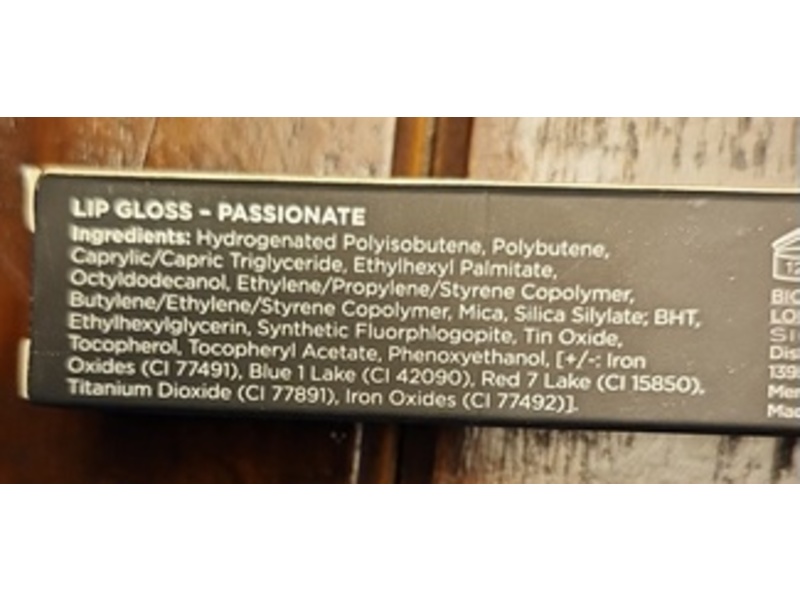 LIP GLOSS – PASSIONATE
Ingredients: Hydrogenated Polyisobutene, Polybutene,
Caprylic/Capric Triglyceride, Ethylhexyl Palmitate,
Octyldodecanol, Ethylene/Propylene/Styrene Copolymer,
Butylene/Ethylene/Styrene Copolymer, Mica, Silica Silylate; BHT,
Ethylhexylglycerin, Synthetic Fluorphlogopite, Tin Oxide,
Tocopherol, Tocopheryl Acetate, Phenoxyethanol, [+/-: Iron
Oxides (CI 77491), Blue 1 Lake (CI 42090), Red 7 Lake (CI 15850),
Titanium Dioxide (CI 77891), Iron Oxides (CI 77492)].